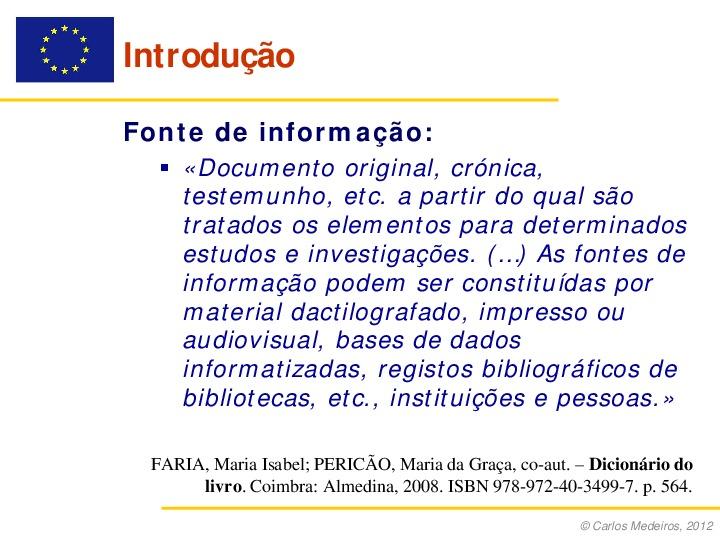 Introdução
Fonte de informação:
▪ «Documento original, crónica,
testemunho, etc. a partir do qual são
tratados os elementos para determinados
estudos e investigações. (...) As fontes de
informação podem ser constituídas por
material dactilografado, impresso ou
audiovisual, bases de dados
informatizadas, registos bibliográficos de
bibliotecas, etc., instituições e pessoas.»
FARIA, Maria Isabel; PERICÃO, Maria da Graça, co-aut. – Dicionário do
livro. Coimbra: Almedina, 2008. ISBN 978-972-40-3499-7. p. 564.
© Carlos Medeiros, 2012